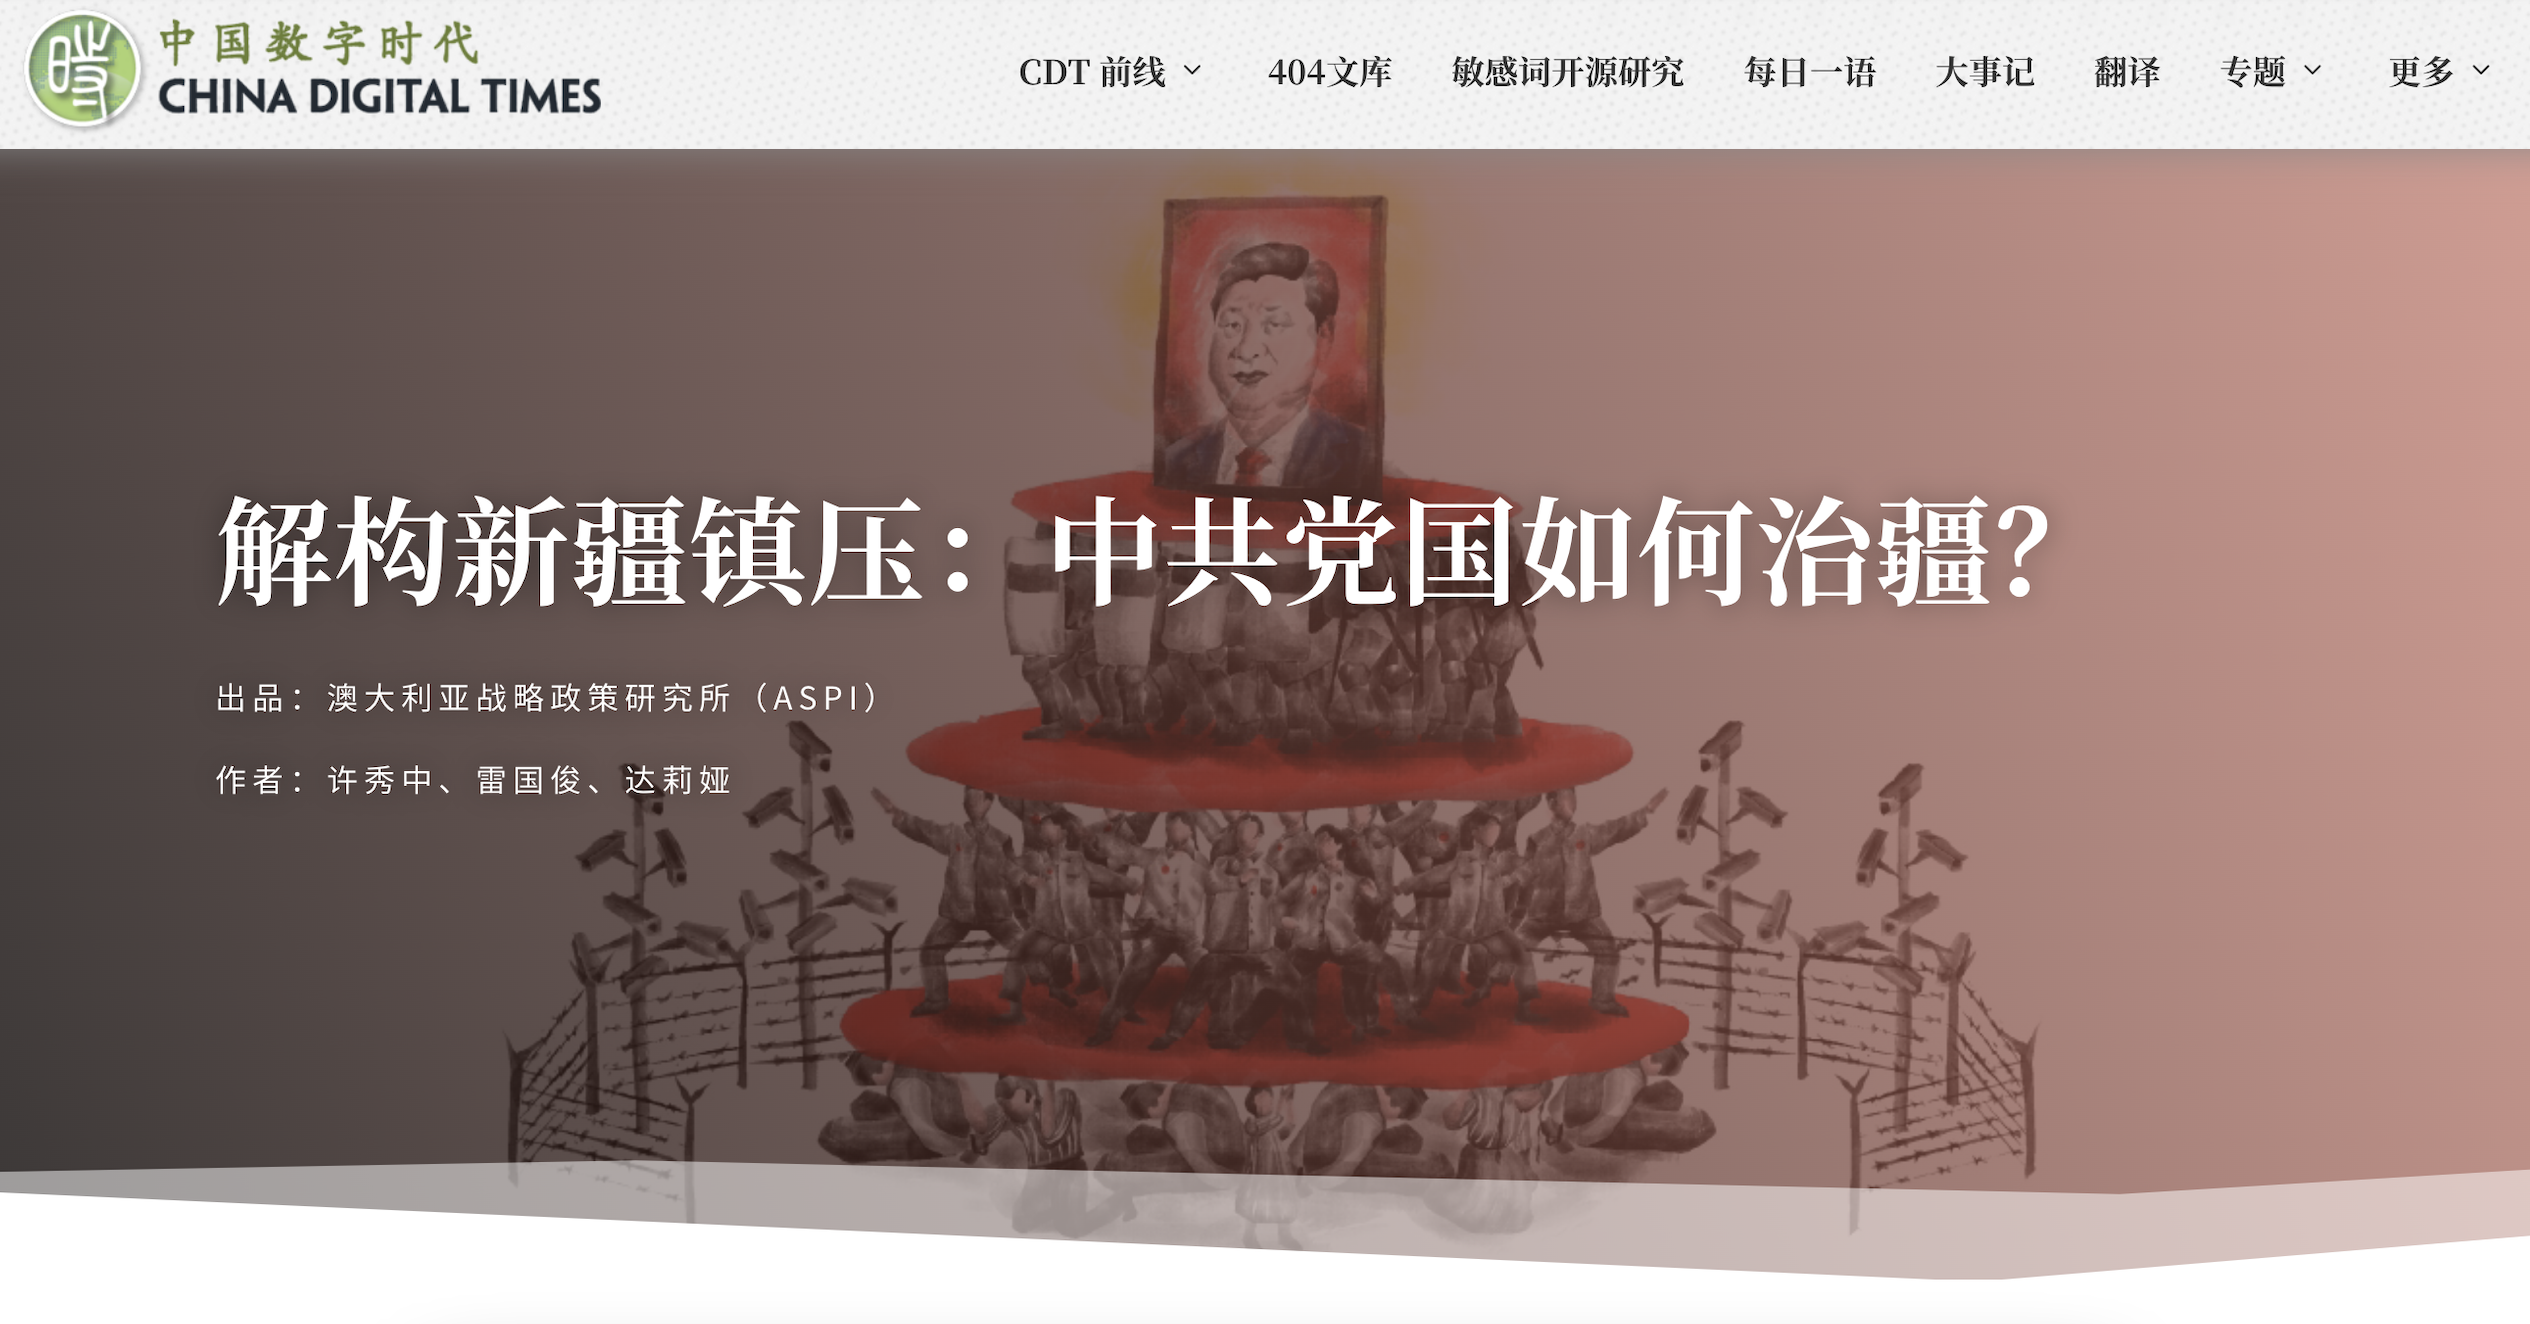 中国数字时代
CHINA DIGITAL TIMES
CDT 前线 404文库 敏感词开源研究 每日一语 大事记 翻译 专题 更多
解构新疆镇压：中共党国如何治疆？
出品：澳大利亚战略政策研究所（ASPI）
作者：许秀中、雷国俊、达莉娅